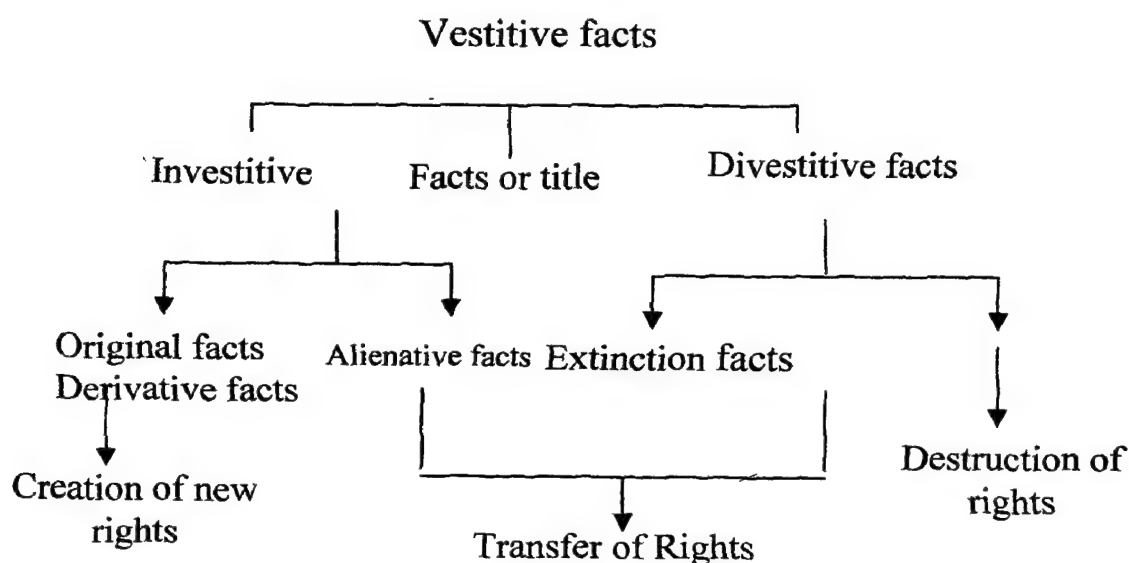 Vestitive facts
Investitive
Facts or title
Divestitive facts
Original facts
Derivative facts
Alienative facts
Extinction facts
Creation of new
rights
Transfer of Rights
Destruction of
rights